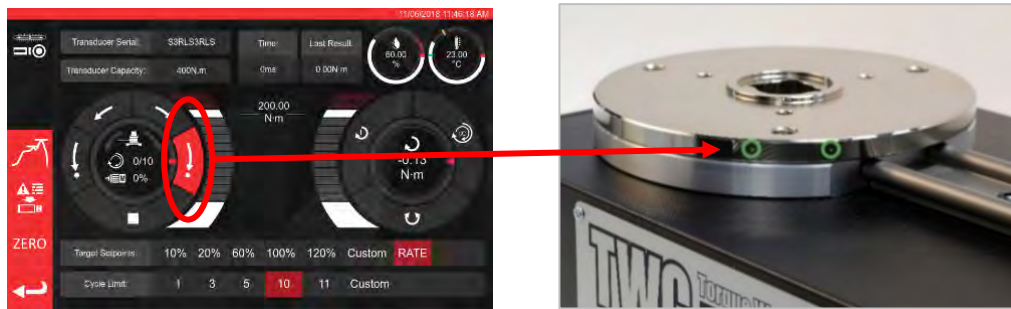 11/06/2018 11:46:18 AM
Transducer Serial: S3RLS3RLS Time: Last Result:
Transducer Capacity: 400N.m 0ms 0.00N·m
60.00 %
23.00 °C
200.00
N·m
0/10
0%
-0.13
N·m
ZERO
Target Setpoints: 10% 20% 60% 100% 120% Custom RATE
Cycle Limit: 1 3 5 10 11 Custom
TWC
Torque W